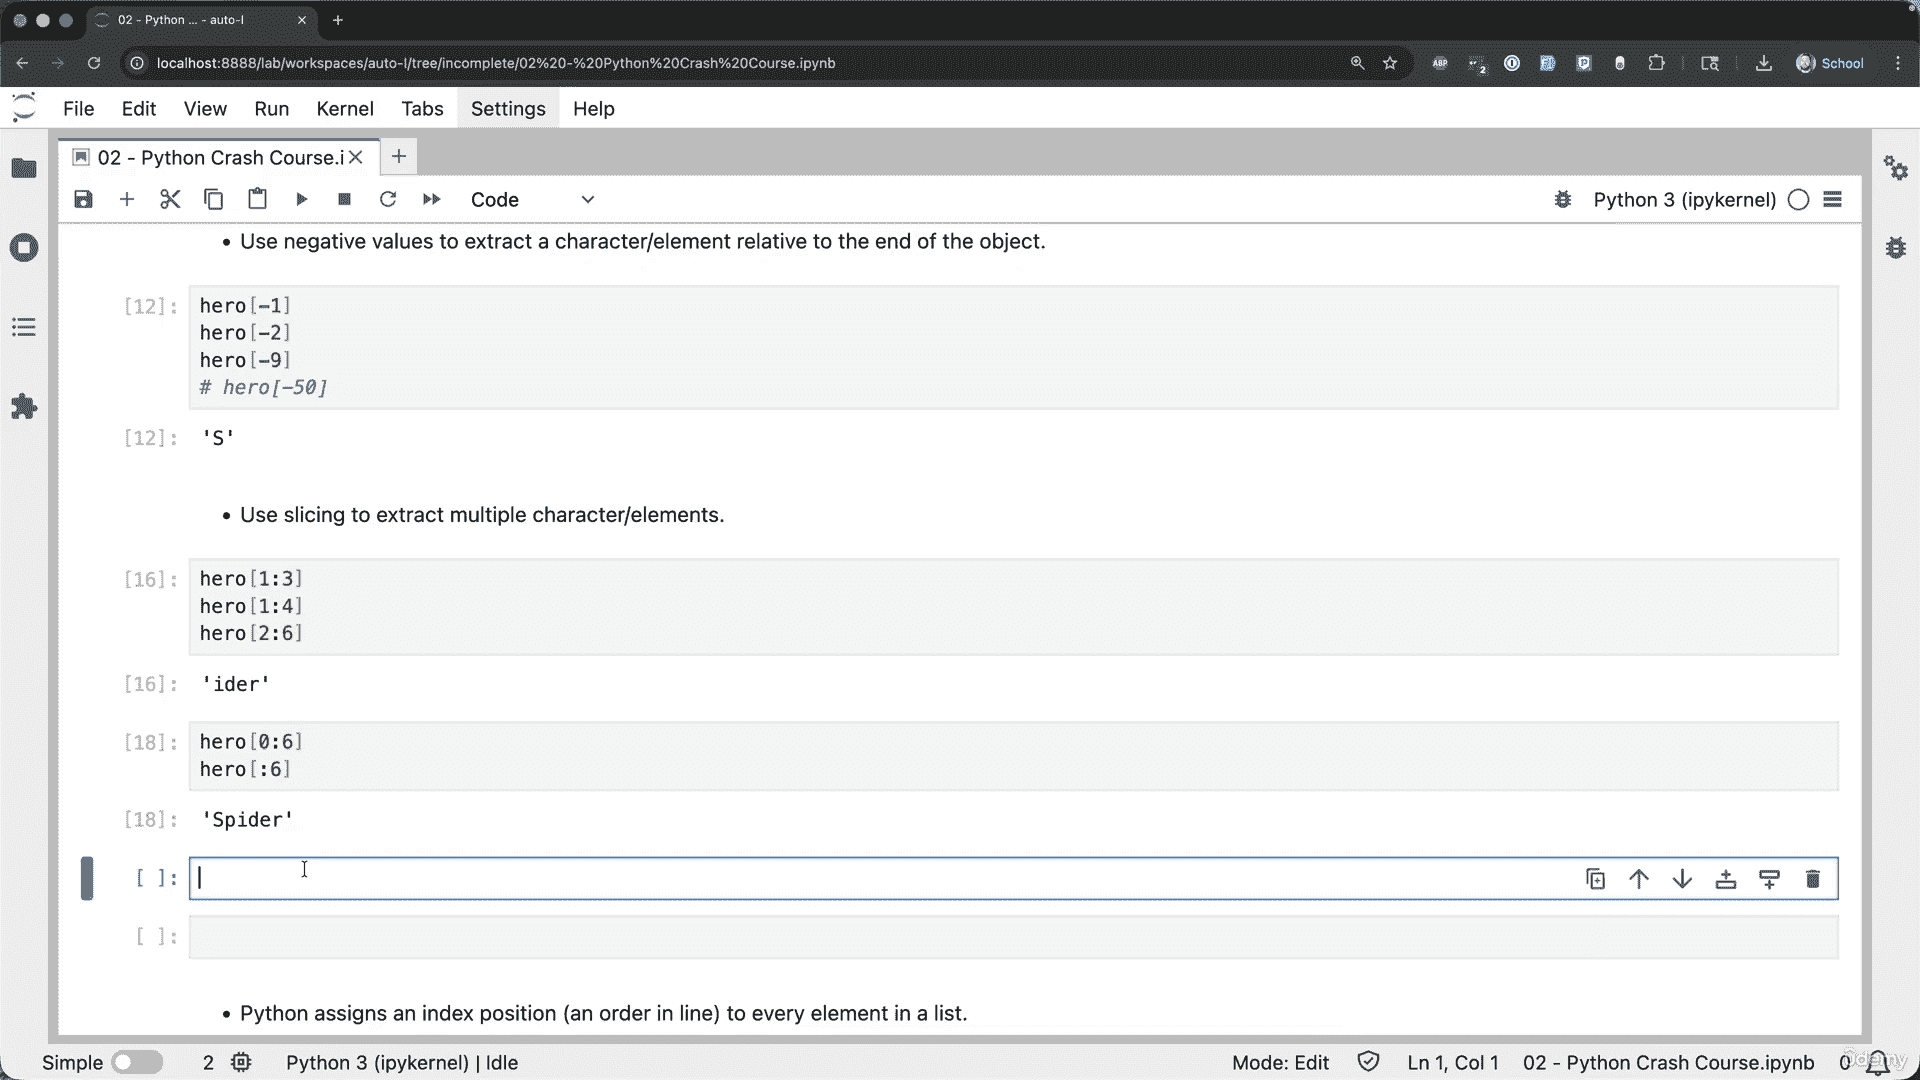 02 - Python ... - auto-l
localhost:8888/lab/workspaces/auto-l/tree/incomplete/02%20-%20Python%20Crash%20Course.ipynb
ABP
2
School
File Edit View Run Kernel Tabs Settings Help
02 - Python Crash Course.i
Code
Python 3 (ipykernel)
• Use negative values to extract a character/element relative to the end of the object.
[12]: hero[-1]
hero[-2]
hero[-9]
# hero[-50]
[12]: 'S'
• Use slicing to extract multiple character/elements.
[16]: hero[1:3]
hero[1:4]
hero[2:6]
[16]: 'ider'
[18]: hero[0:6]
hero[:6]
[18]: 'Spider'
[ ]:
[ ]:
• Python assigns an index position (an order in line) to every element in a list.
Simple 2 Python 3 (ipykernel) | Idle Mode: Edit Ln 1, Col 1 02 - Python Crash Course.ipynb 0
udemy